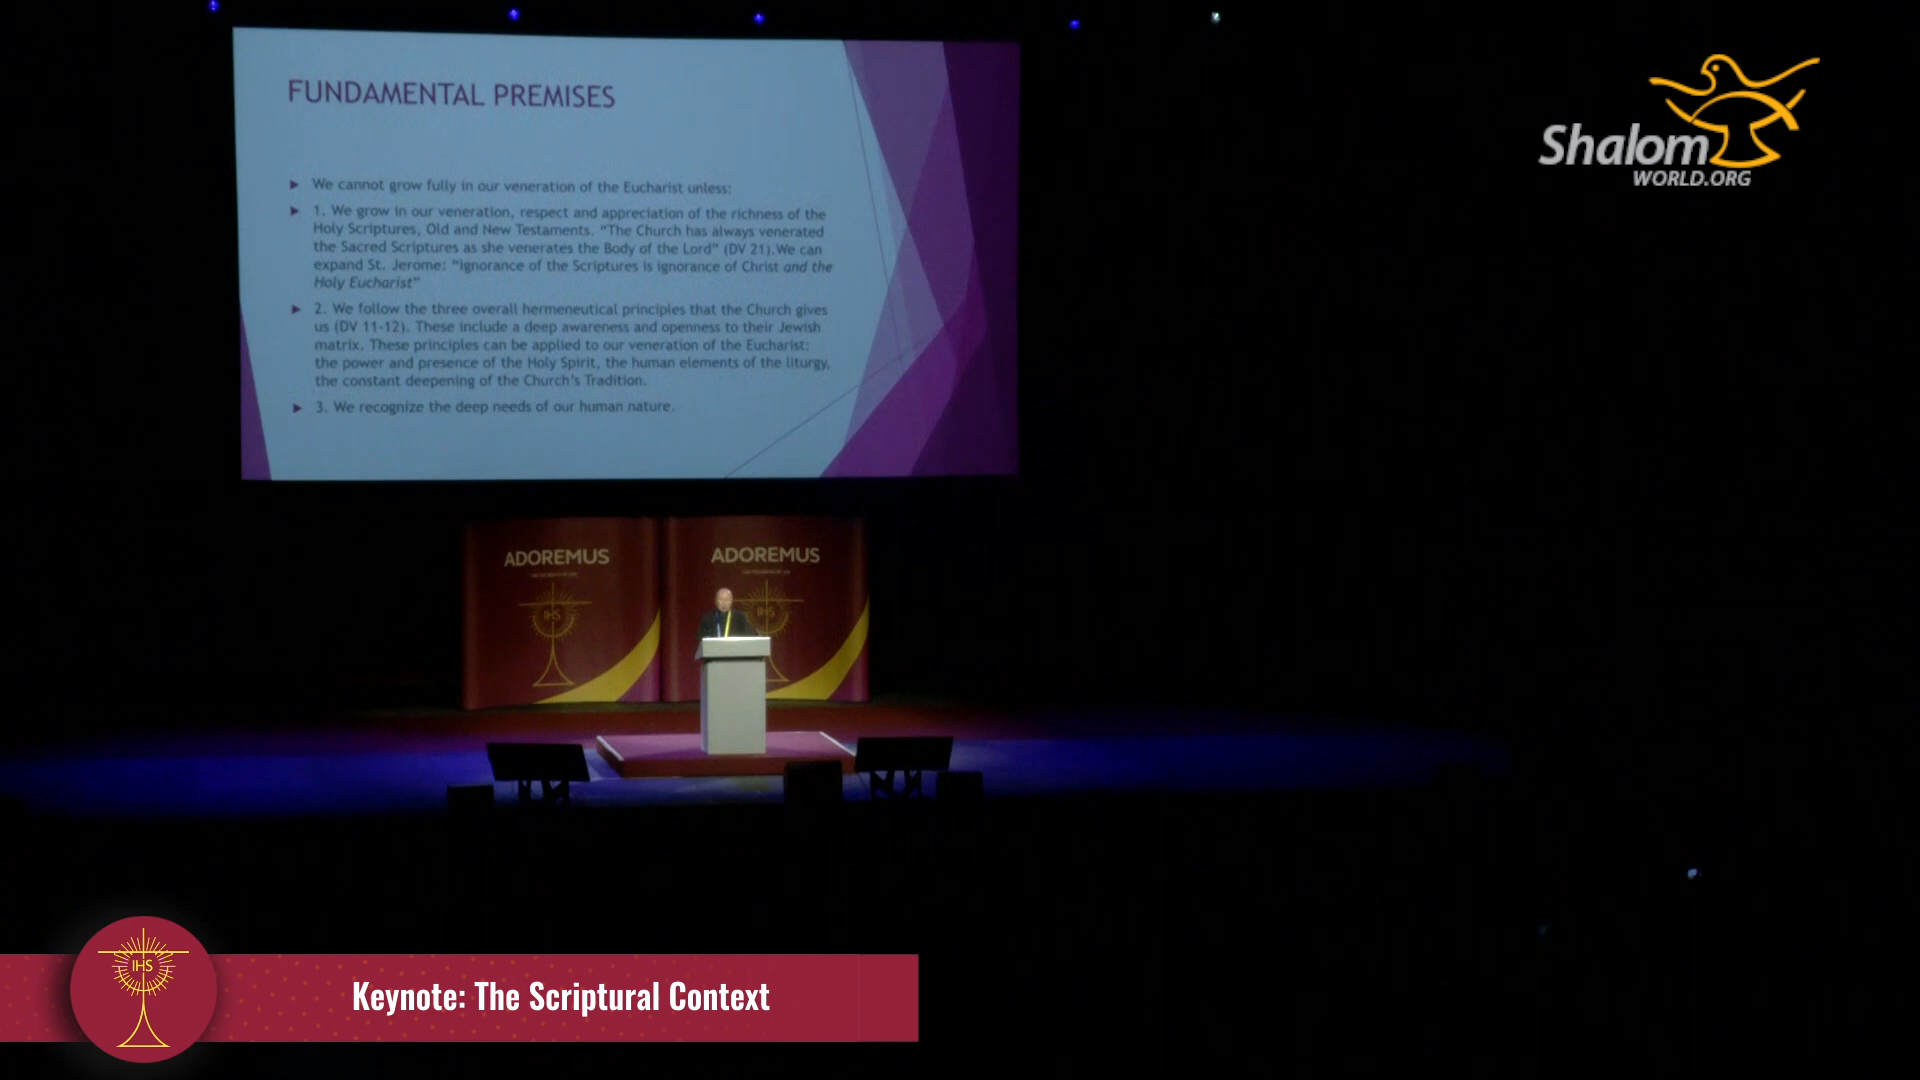 FUNDAMENTAL PREMISES
We cannot grow fully in our veneration of the Eucharist unless:
1. We grow in our veneration, respect and appreciation of the richness of the
Holy Scriptures, Old and New Testaments. “The Church has always venerated
the Sacred Scriptures as she venerates the Body of the Lord” (DV 21).We can
expand St. Jerome: “Ignorance of the Scriptures is ignorance of Christ and the
Holy Eucharist”
2. We follow the three overall hermeneutical principles that the Church gives
us (DV 11-12). These include a deep awareness and openness to their Jewish
matrix. These principles can be applied to our veneration of the Eucharist:
the power and presence of the Holy Spirit, the human elements of the liturgy,
the constant deepening of the Church’s Tradition.
3. We recognize the deep needs of our human nature.
Shalom
WORLD.ORG
ADOREMUS
IHS
ADOREMUS
IHS
IHS
Keynote: The Scriptural Context